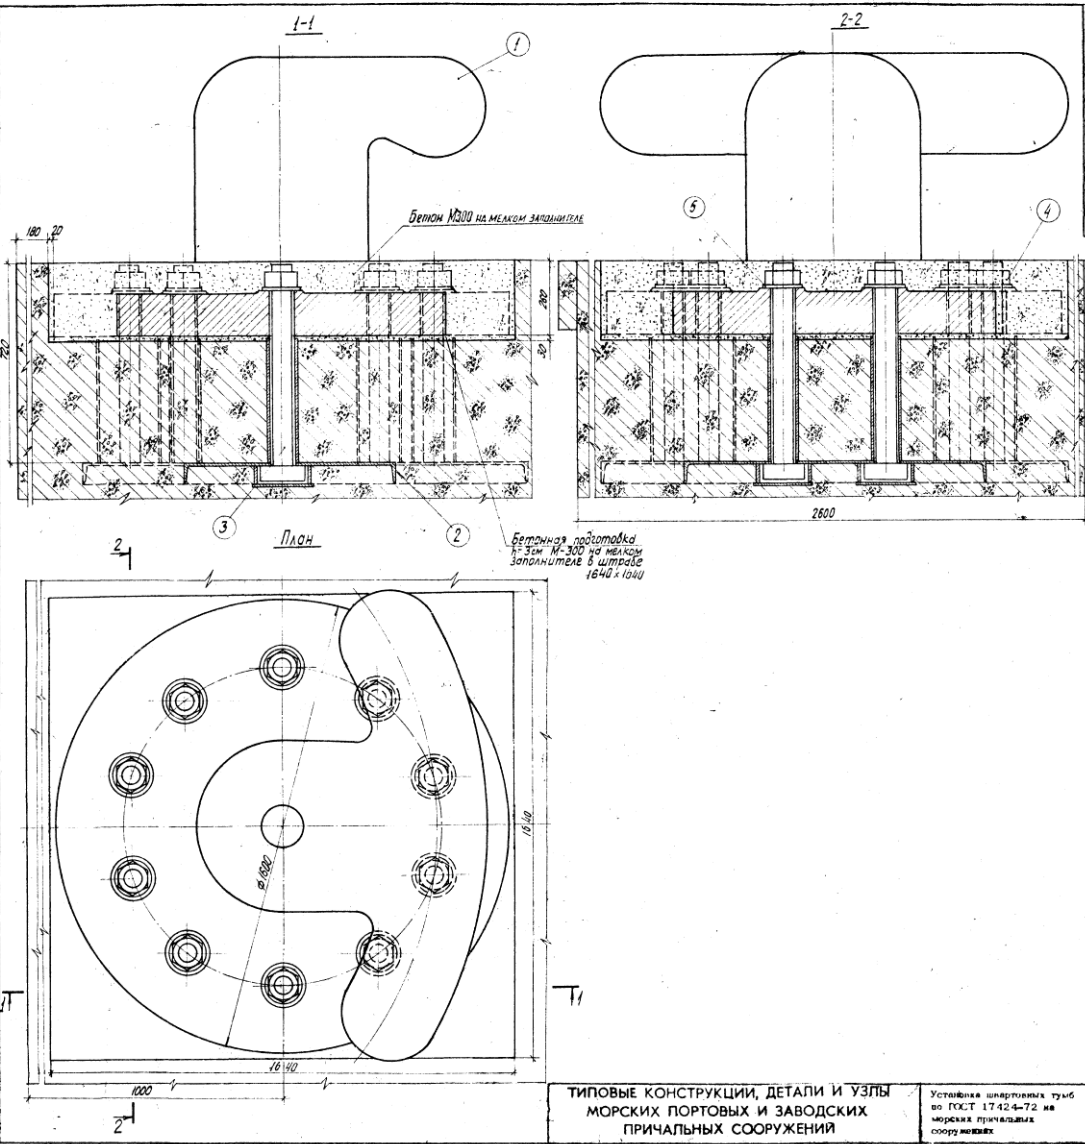 1-1
2-2
1
5
4
Бетон М300 на мелком заполнителе
180
20
200
30
720
3
2
2600
План
Бетонная подготовка
h=3см М-300 на мелком
заполнителе в штрабе
1640 х 1640
2
ф1600
1640
1
1
1640
1000
2
ТИПОВЫЕ КОНСТРУКЦИИ, ДЕТАЛИ И УЗЛЫ
МОРСКИХ ПОРТОВЫХ И ЗАВОДСКИХ
ПРИЧАЛЬНЫХ СООРУЖЕНИЙ
Установка швартовных тумб
по ГОСТ 17424-72 на
морских причальных
сооружениях